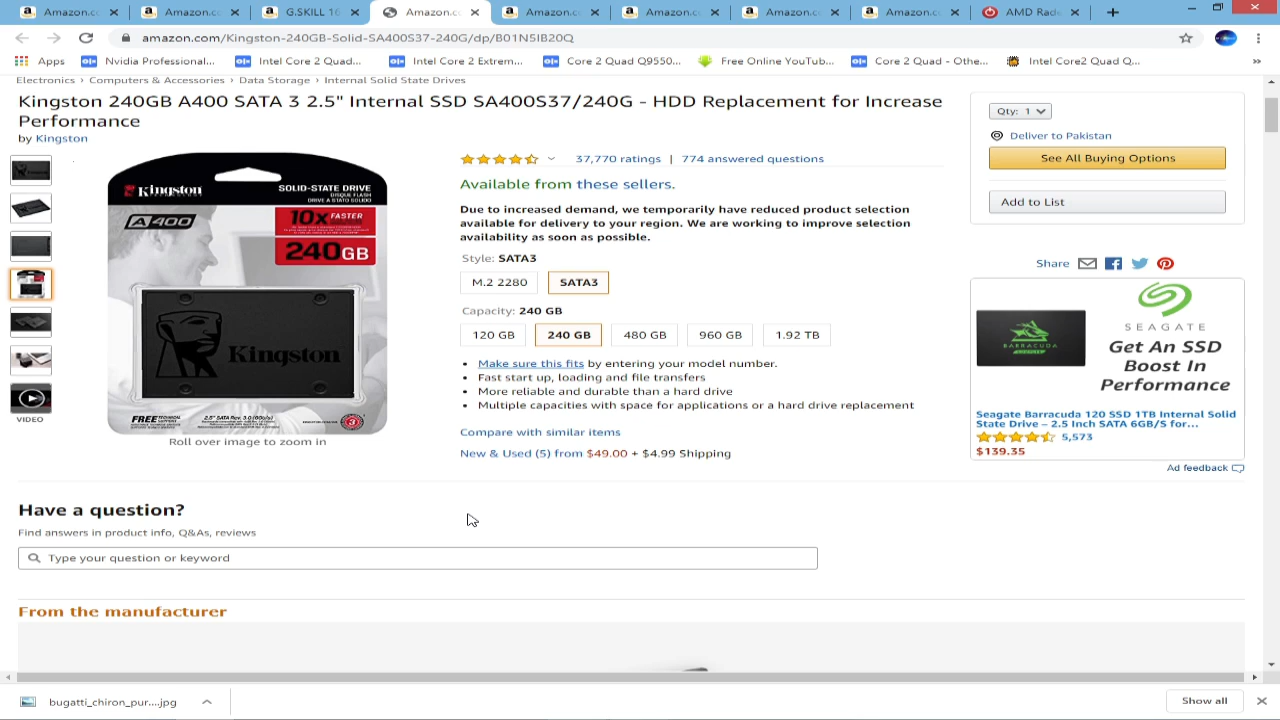 Amazon.c
Amazon.c
G.SKILL 16
Amazon.c
Amazon.c
Amazon.c
Amazon.c
Amazon.c
AMD Rade
amazon.com/Kingston-240GB-Solid-SA400S37-240G/dp/B01N5IB20Q
Apps
Nvidia Professional...
Intel Core 2 Quad...
Intel Core 2 Extrem...
Core 2 Quad Q9550...
Free Online YouTub...
Core 2 Quad - Othe...
Intel Core2 Quad Q...
Electronics › Computers & Accessories › Data Storage › Internal Solid State Drives
Kingston 240GB A400 SATA 3 2.5" Internal SSD SA400S37/240G - HDD Replacement for Increase
Performance
by Kingston
VIDEO
Kingston
SOLID-STATE DRIVE
DISQUE FLASH
DRIVE A STATO SOLIDO
A400
10x FASTER
240GB
Kingston
FREE TECHNICAL SUPPORT
Roll over image to zoom in
37,770 ratings | 774 answered questions
Available from these sellers.
Due to increased demand, we temporarily have reduced product selection
available for delivery to your region. We are working to improve selection
availability as soon as possible.
Style: SATA3
M.2 2280
SATA3
Capacity: 240 GB
120 GB
240 GB
480 GB
960 GB
1.92 TB
• Make sure this fits by entering your model number.
• Fast start up, loading and file transfers
• More reliable and durable than a hard drive
• Multiple capacities with space for applications or a hard drive replacement
Compare with similar items
New & Used (5) from $49.00 + $4.99 Shipping
Qty: 1
Deliver to Pakistan
See All Buying Options
Add to List
Share
BARRACUDA
SEAGATE
Get An SSD
Boost In
Performance
Seagate Barracuda 120 SSD 1TB Internal Solid
State Drive – 2.5 Inch SATA 6GB/S for...
5,573
$139.35
Ad feedback
Have a question?
Find answers in product info, Q&As, reviews
Type your question or keyword
From the manufacturer
bugatti_chiron_pur....jpg
Show all